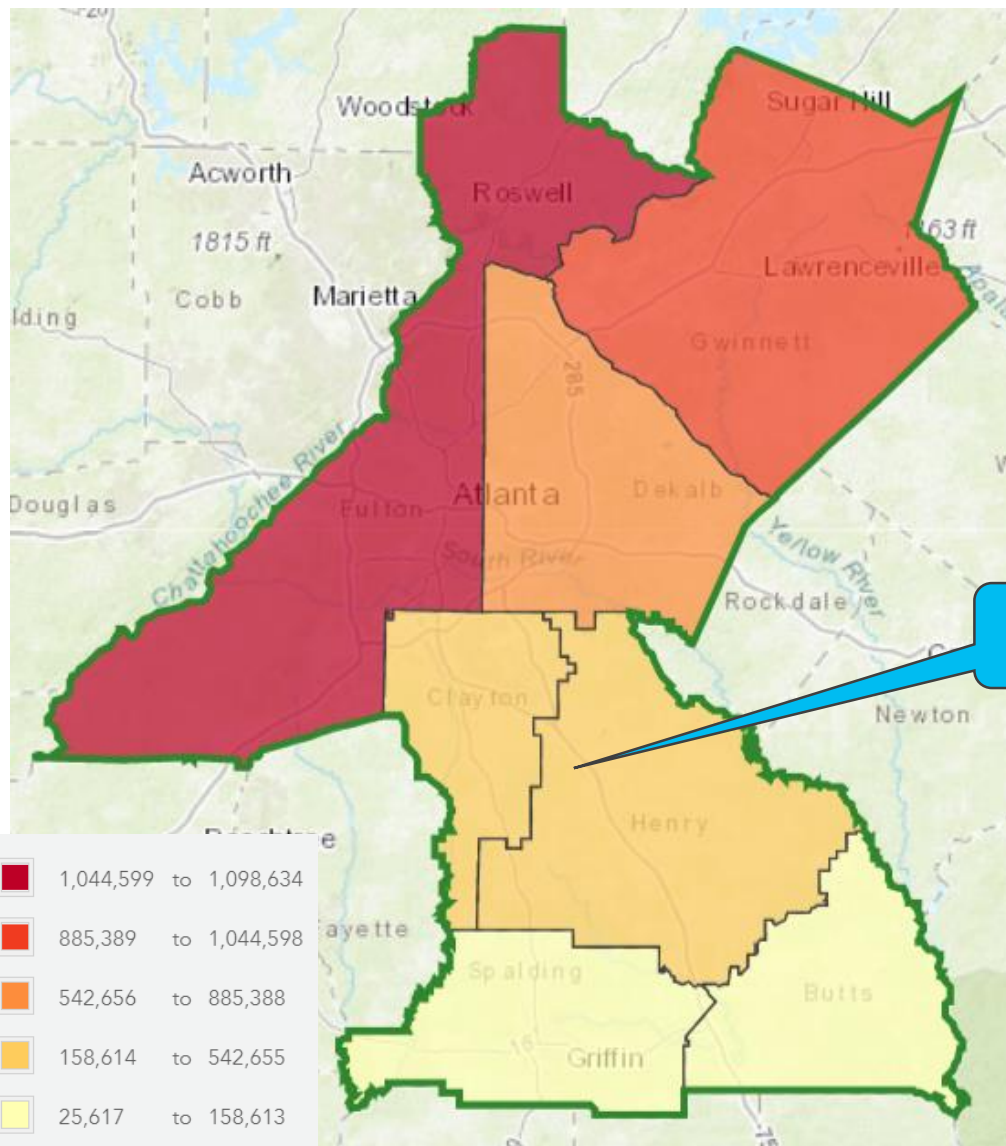 Woodstock
Sugar Hill
Acworth
Roswell
1815 ft
Lawrenceville
Cobb
Marietta
Gwinnett
285
Chattahoochee River
Douglas
Fulton
Atlanta
Dekalb
South River
Yellow River
Rockdale
Clayton
Newton
Henry
Spalding
Butts
16
Griffin
75
1,044,599 to 1,098,634
885,389 to 1,044,598
542,656 to 885,388
158,614 to 542,655
25,617 to 158,613